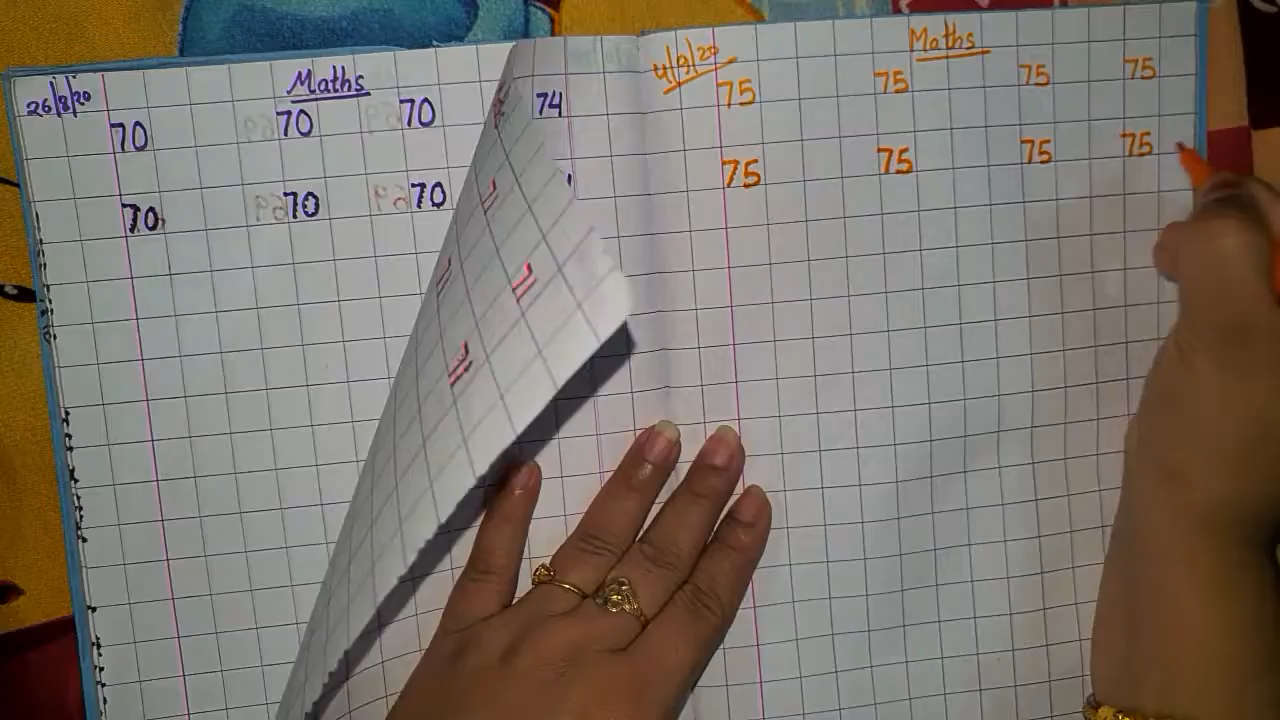 26/8/20 Maths
70 70 70 74
70 70 70
4/9/20 Maths
75 75 75 75
75 75 75 75